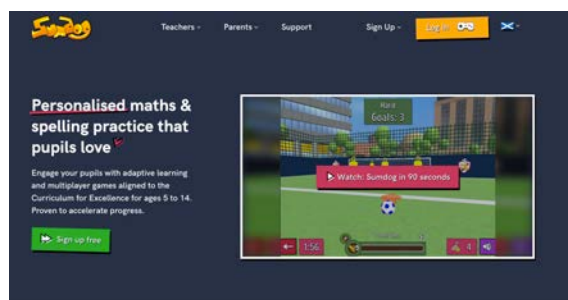 Sumdog
Teachers Parents Support Sign Up Log in
Personalised maths &
spelling practice that
pupils love
Engage your pupils with adaptive learning
and multiplayer games aligned to the
Curriculum for Excellence for ages 5 to 14.
Proven to accelerate progress.
Sign up free
Goals: 3
Watch: Sumdog in 90 seconds
1:56
4